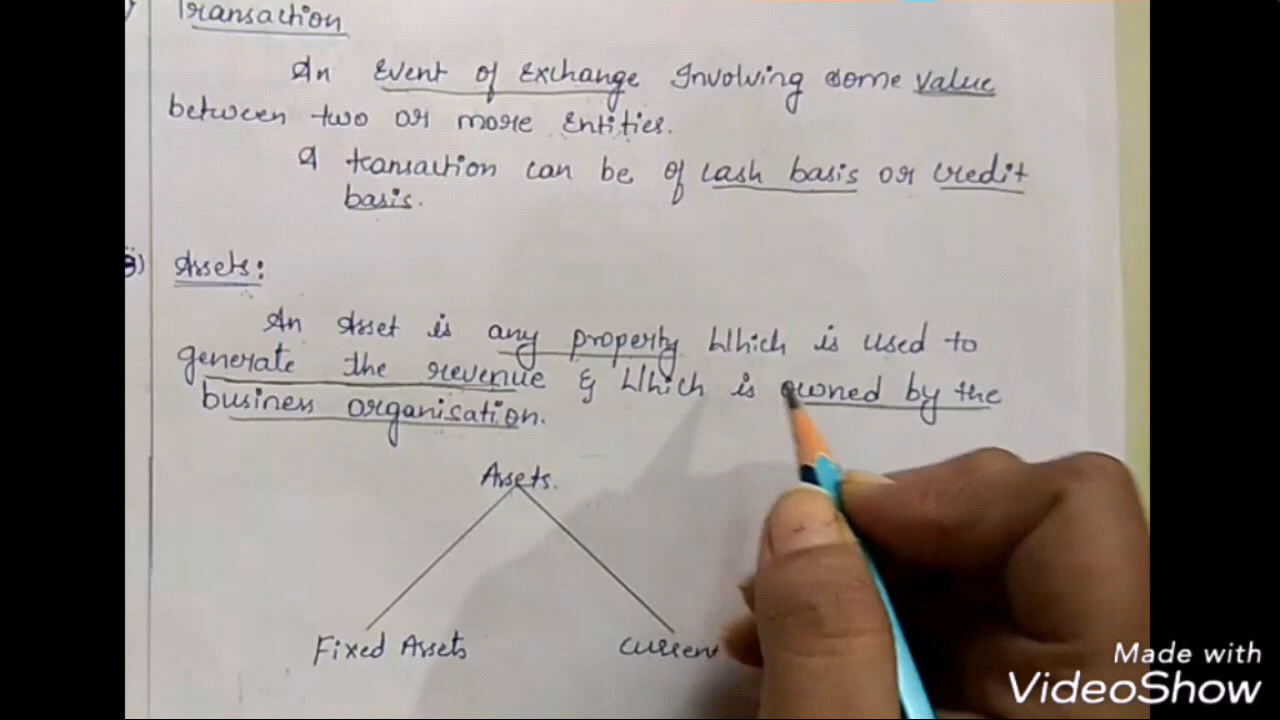 Transaction
An Event of Exchange Involving some value
between two or more Entities.
A transaction can be of cash basis or credit
basis.
3) Assets:
An Asset is any property which is used to
generate the revenue & which is owned by the
business organisation.
Assets.
Fixed Assets
Curren
Made with
VideoShow